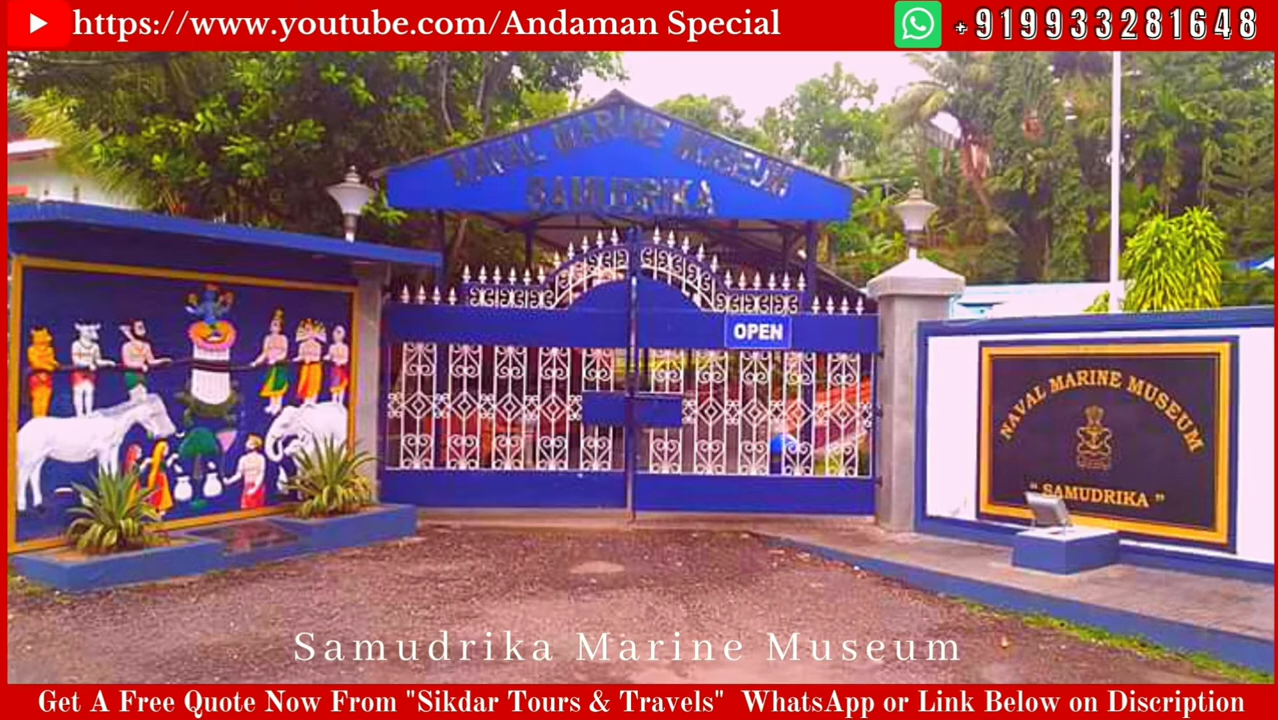 https://www.youtube.com/Andaman Special
+919933281648
NAVAL MARINE MUSEUM
SAMUDRIKA
OPEN
NAVAL MARINE MUSEUM
"SAMUDRIKA"
Samudrika Marine Museum
Get A Free Quote Now From "Sikdar Tours & Travels" WhatsApp or Link Below on Discription